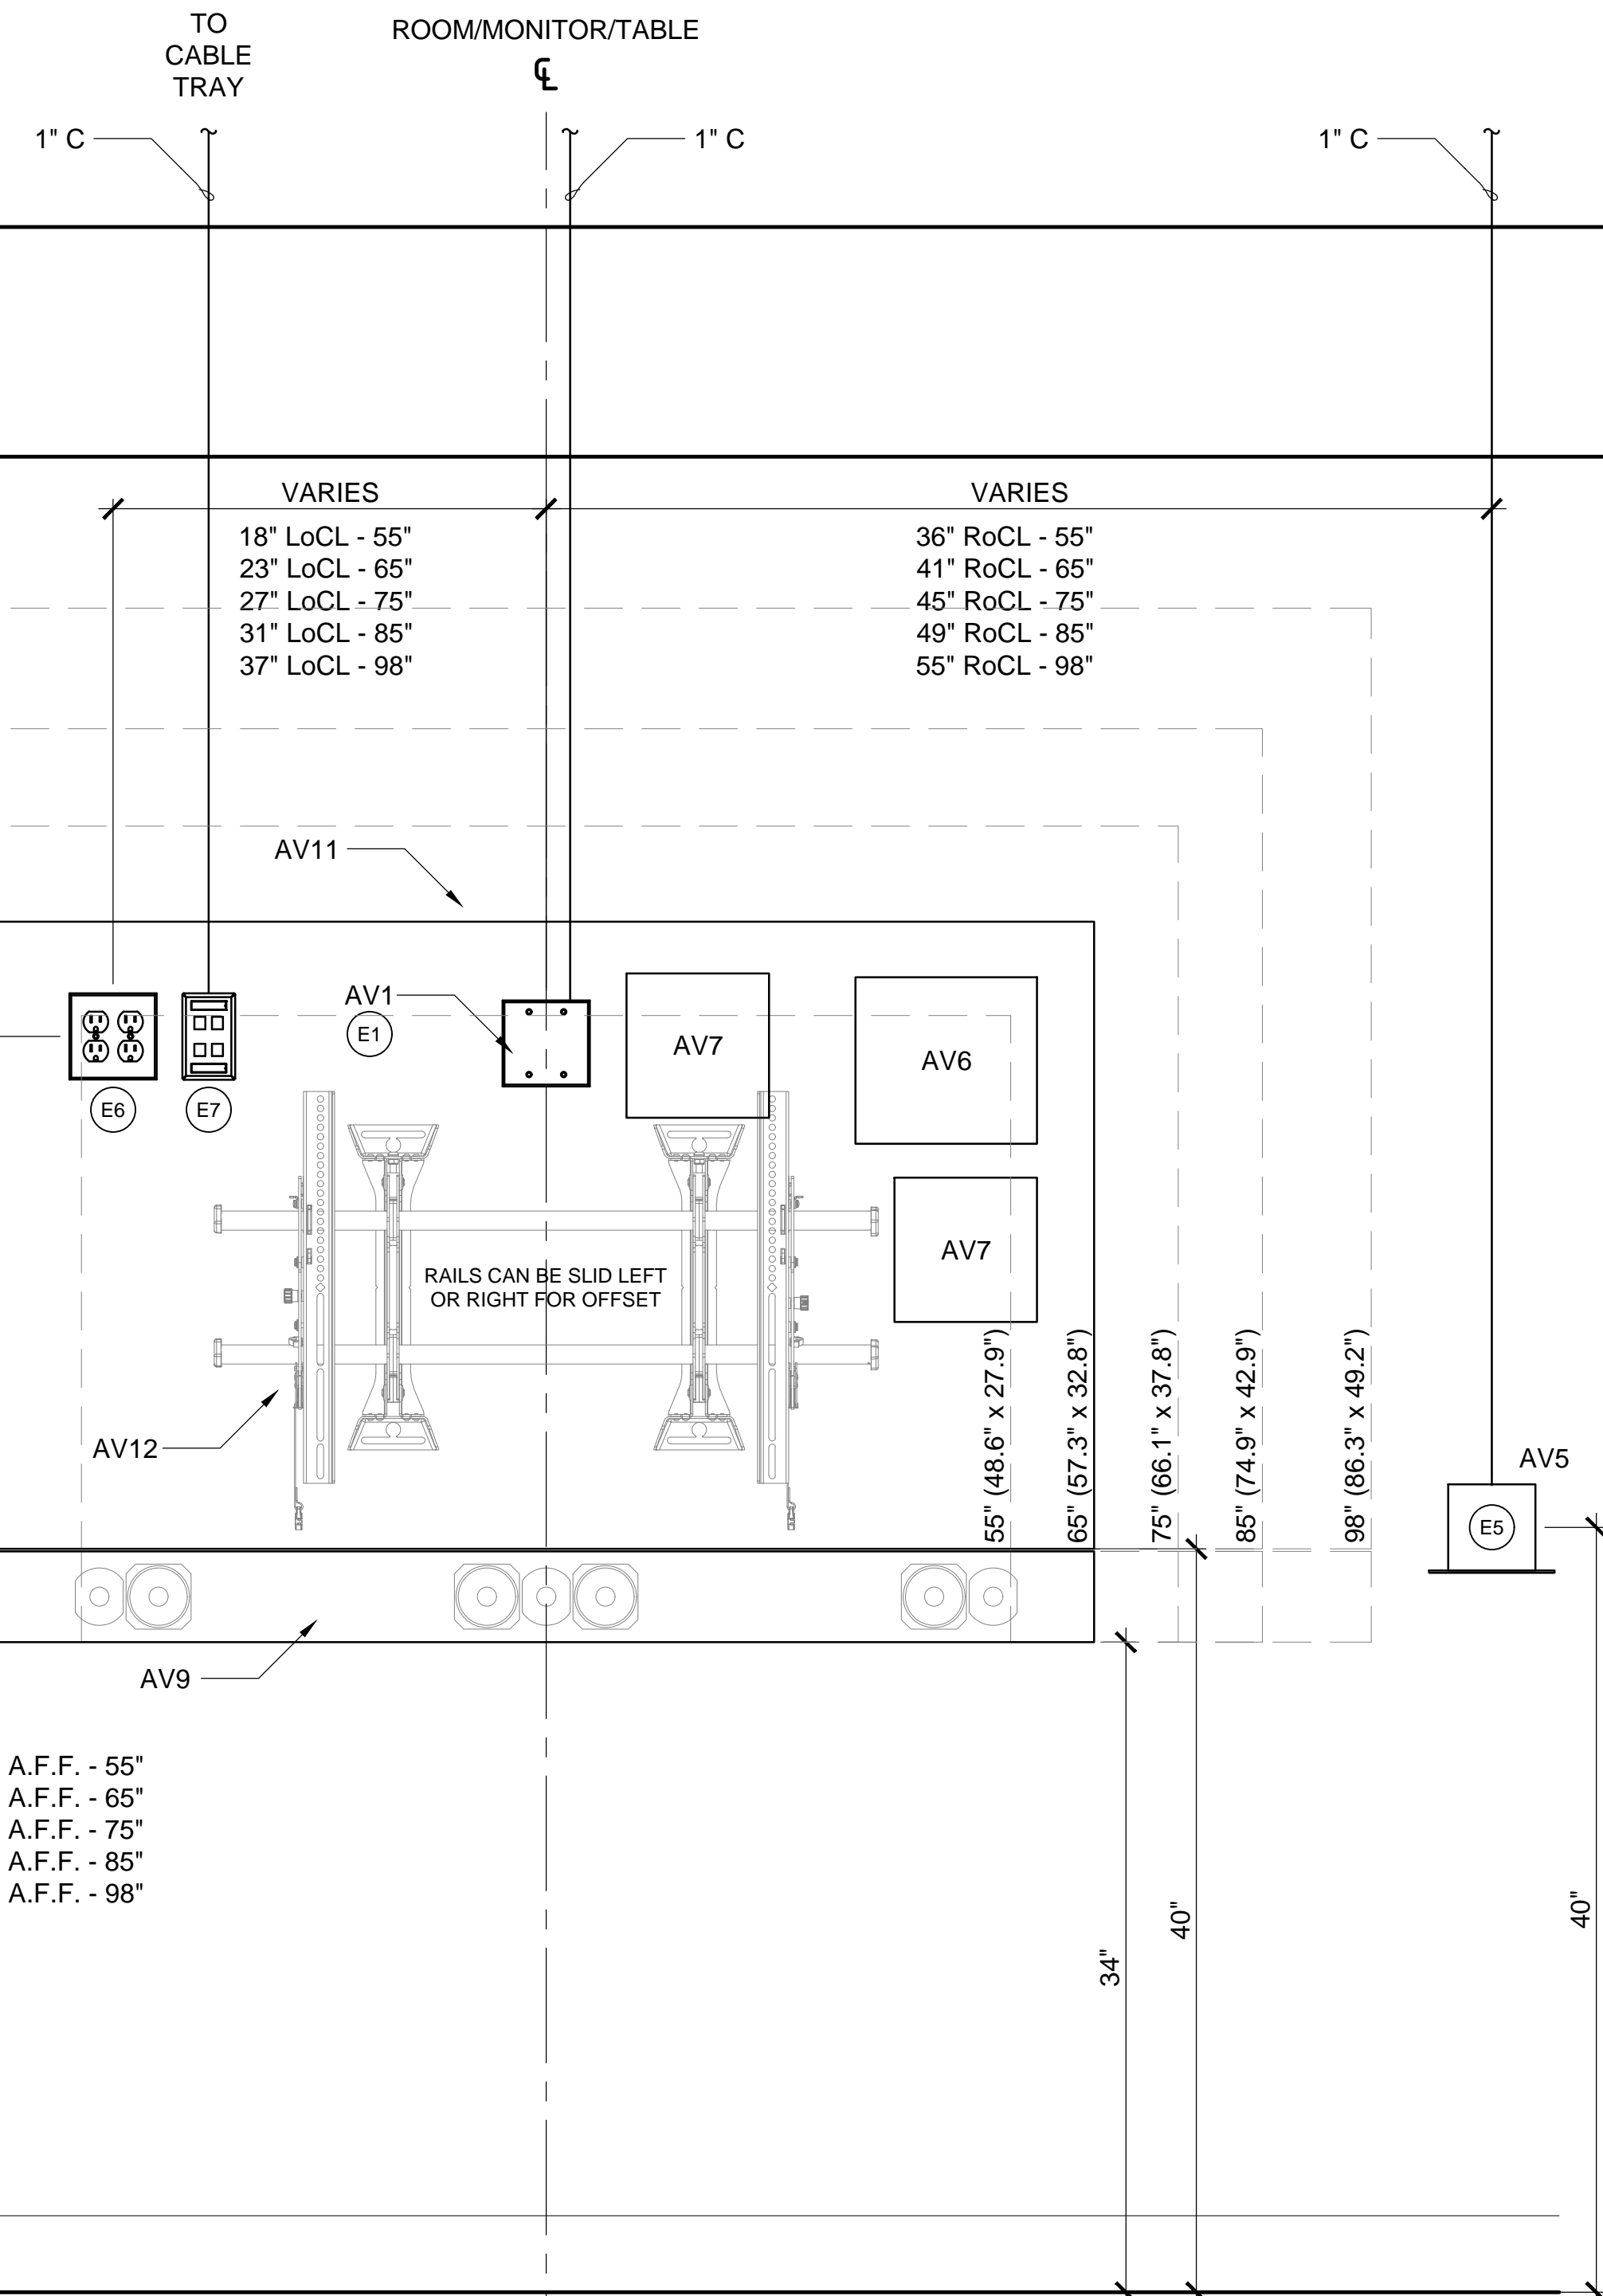 TO
CABLE
TRAY
ROOM/MONITOR/TABLE
℄
1" C
1" C
1" C
VARIES
18" LoCL - 55"
23" LoCL - 65"
27" LoCL - 75"
31" LoCL - 85"
37" LoCL - 98"
VARIES
36" RoCL - 55"
41" RoCL - 65"
45" RoCL - 75"
49" RoCL - 85"
55" RoCL - 98"
AV11
AV1
E1
E6
E7
AV7
AV6
AV7
RAILS CAN BE SLID LEFT
OR RIGHT FOR OFFSET
AV12
55" (48.6" x 27.9")
65" (57.3" x 32.8")
75" (66.1" x 37.8")
85" (74.9" x 42.9")
98" (86.3" x 49.2")
AV5
E5
AV9
A.F.F. - 55"
A.F.F. - 65"
A.F.F. - 75"
A.F.F. - 85"
A.F.F. - 98"
34"
40"
40"